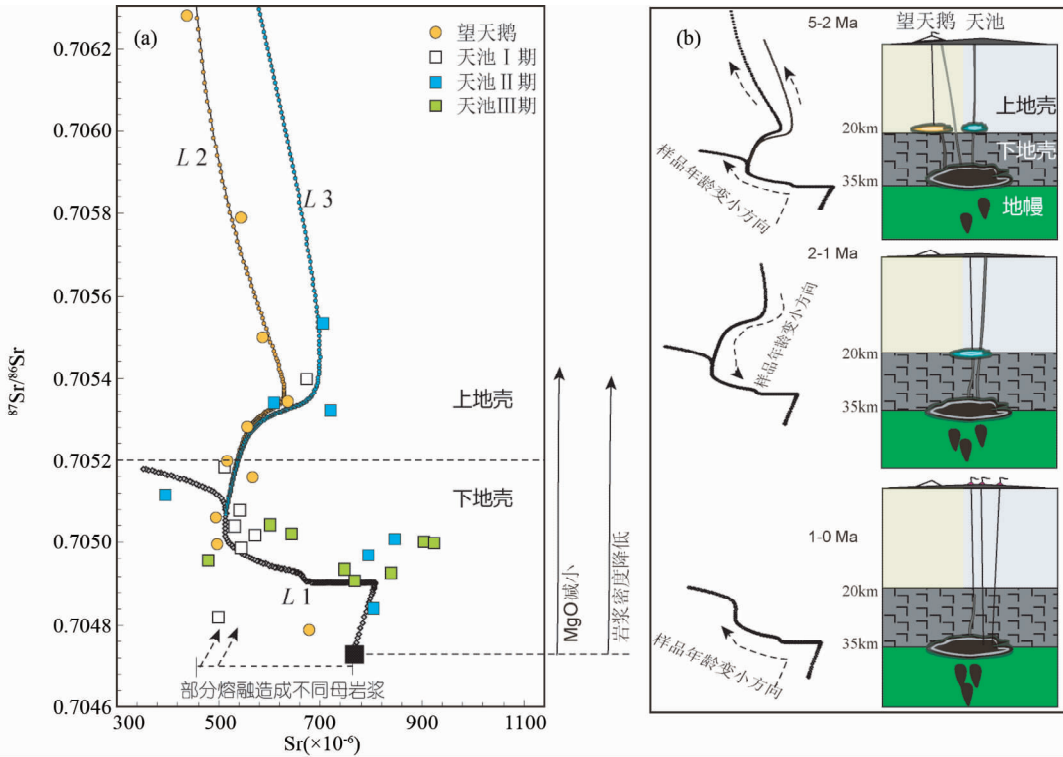 (a)
望天鹅
天池Ⅰ期
天池Ⅱ期
天池Ⅲ期
0.7062
0.7060
0.7058
0.7056
0.7054
0.7052
0.7050
0.7048
0.7046
⁸⁷Sr/⁸⁶Sr
L2
L3
L1
上地壳
下地壳
部分熔融造成不同母岩浆
MgO减小
岩浆密度降低
300
500
700
900
1100
Sr(×10⁻⁶)
(b)
5-2 Ma
望天鹅 天池
样品年龄变小方向
上地壳
20km
下地壳
35km
地幔
2-1 Ma
样品年龄变小方向
20km
35km
1-0 Ma
样品年龄变小方向
20km
35km